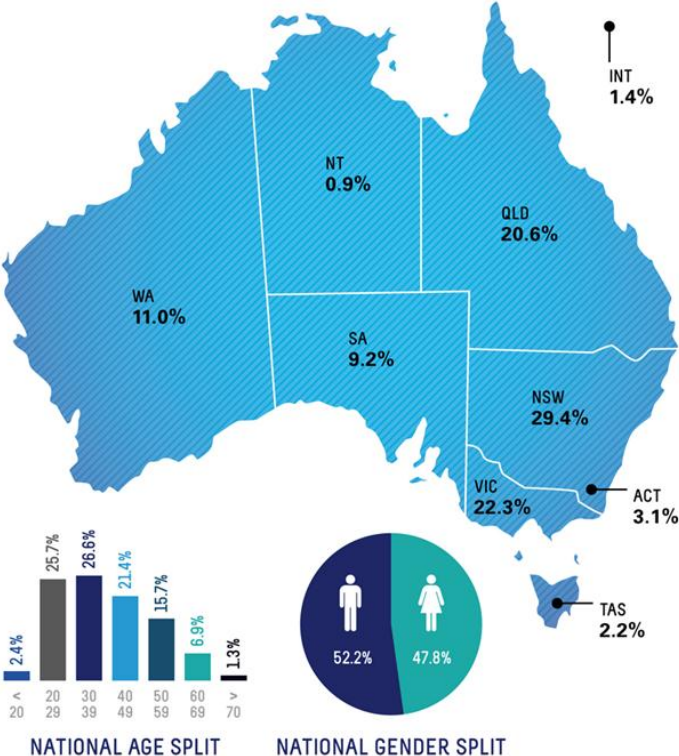 INT
1.4%
NT
0.9%
QLD
20.6%
WA
11.0%
SA
9.2%
NSW
29.4%
VIC
22.3%
ACT
3.1%
TAS
2.2%
2.4%
25.7%
26.6%
21.4%
15.7%
6.9%
1.3%
< 20
20 29
30 39
40 49
50 59
60 69
> 70
NATIONAL AGE SPLIT
52.2%
47.8%
NATIONAL GENDER SPLIT